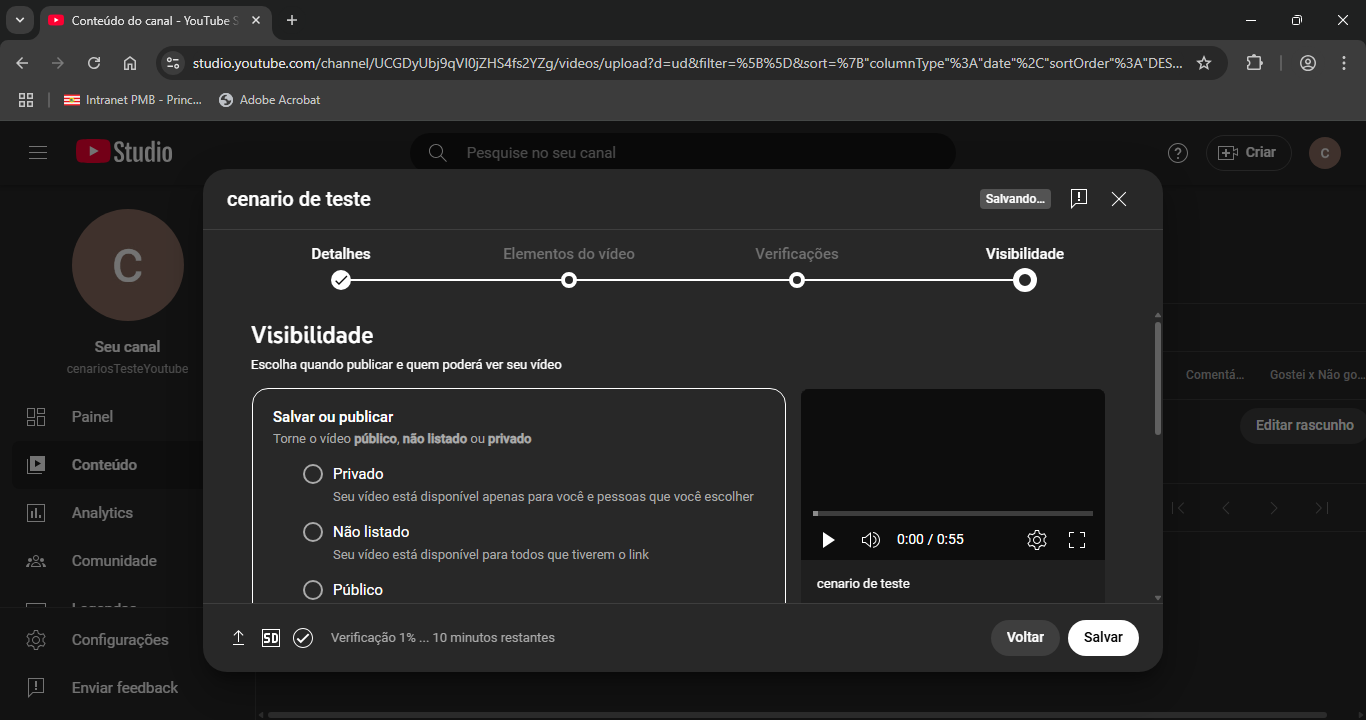 Conteúdo do canal - YouTube S
studio.youtube.com/channel/UCGDyUbj9qVI0jZHS4fs2YZg/videos/upload?d=ud&filter=%5B%5D&sort=%7B"columnType"%3A"date"%2C"sortOrder"%3A"DES...
Intranet PMB - Princ...
Adobe Acrobat
Studio
Pesquise no seu canal
Criar
C
cenario de teste
Salvando...
Detalhes
Elementos do vídeo
Verificações
Visibilidade
C
Seu canal
cenariosTesteYoutube
Painel
Conteúdo
Analytics
Comunidade
Legendas
Configurações
Enviar feedback
Visibilidade
Escolha quando publicar e quem poderá ver seu vídeo
Salvar ou publicar
Torne o vídeo público, não listado ou privado
Privado
Seu vídeo está disponível apenas para você e pessoas que você escolher
Não listado
Seu vídeo está disponível para todos que tiverem o link
Público
0:00 / 0:55
cenario de teste
Comentá...
Gostei x Não go...
Editar rascunho
SD
Verificação 1% ... 10 minutos restantes
Voltar
Salvar